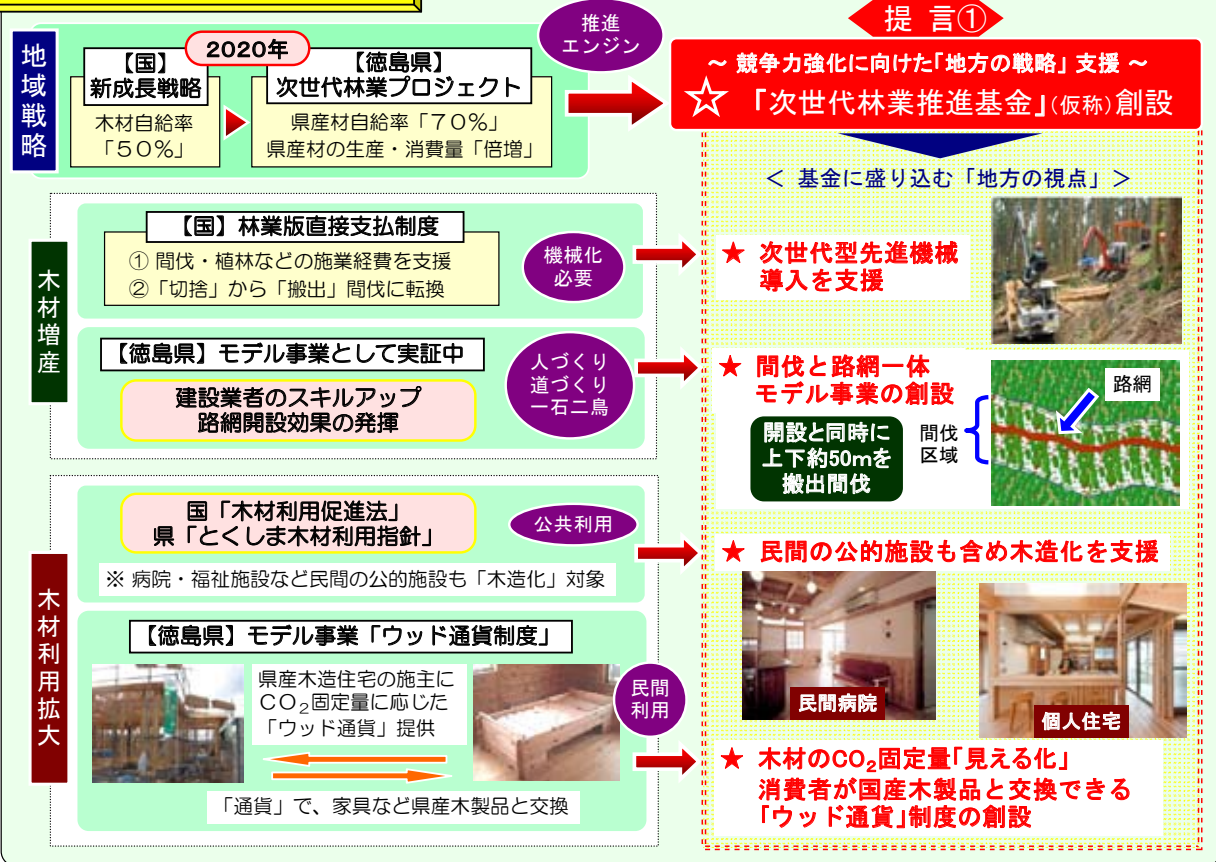 地域戦略
2020年
【国】
新成長戦略
木材自給率
「50%」
【徳島県】
次世代林業プロジェクト
県産材自給率「70%」
県産材の生産・消費量「倍増」
推進
エンジン
提 言①
~ 競争力強化に向けた「地方の戦略」支援 ~
☆ 「次世代林業推進基金」(仮称)創設
< 基金に盛り込む「地方の視点」>
木材増産
【国】林業版直接支払制度
① 間伐・植林などの施業経費を支援
②「切捨」から「搬出」間伐に転換
機械化
必要
★ 次世代型先進機械
導入を支援
【徳島県】モデル事業として実証中
建設業者のスキルアップ
路網開設効果の発揮
人づくり
道づくり
一石二鳥
★ 間伐と路網一体
モデル事業の創設
開設と同時に
上下約50mを
搬出間伐
間伐
区域
路網
木材利用拡大
国「木材利用促進法」
県「とくしま木材利用指針」
※ 病院・福祉施設など民間の公的施設も「木造化」対象
公共利用
★ 民間の公的施設も含め木造化を支援
民間病院
個人住宅
【徳島県】モデル事業「ウッド通貨制度」
県産木造住宅の施主に
CO₂固定量に応じた
「ウッド通貨」提供
「通貨」で、家具など県産木製品と交換
民間
利用
★ 木材のCO₂固定量「見える化」
消費者が国産木製品と交換できる
「ウッド通貨」制度の創設